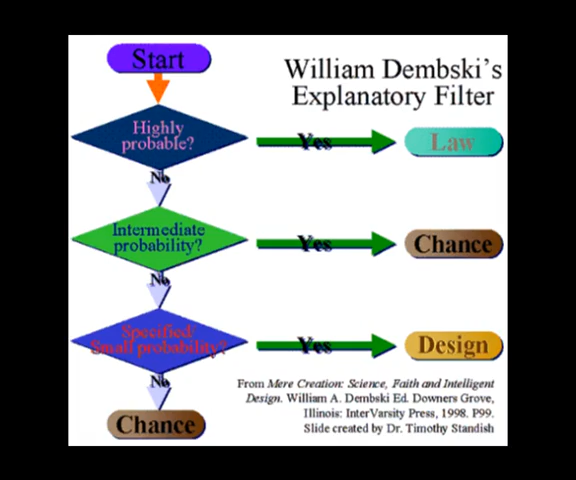 Start
William Dembski's
Explanatory Filter
Highly
probable?
Yes
Law
No
Intermediate
probability?
Yes
Chance
No
Specified/
Small probability?
Yes
Design
No
Chance
From Mere Creation: Science, Faith and Intelligent
Design. William A. Dembski Ed. Downers Grove,
Illinois: InterVarsity Press, 1998. P99.
Slide created by Dr. Timothy Standish